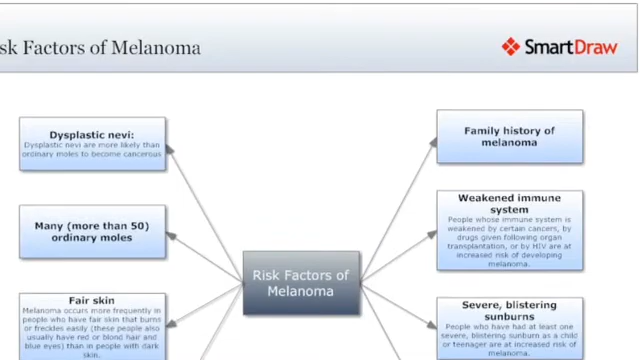 sk Factors of Melanoma
SmartDraw
Dysplastic nevi:
Dysplastic nevi are more likely than
ordinary moles to become cancerous
Many (more than 50)
ordinary moles
Fair skin
Melanoma occurs more frequently in
people who have fair skin that burns
or freckles easily (these people also
usually have red or blond hair and
blue eyes) than in people with dark
skin.
Risk Factors of
Melanoma
Family history of
melanoma
Weakened immune
system
People whose immune system is
weakened by certain cancers, by
drugs given following organ
transplantation, or by HIV are at
increased risk of developing
melanoma.
Severe, blistering
sunburns
People who have had at least one
severe, blistering sunburn as a child
or teenager are at increased risk of
melanoma.